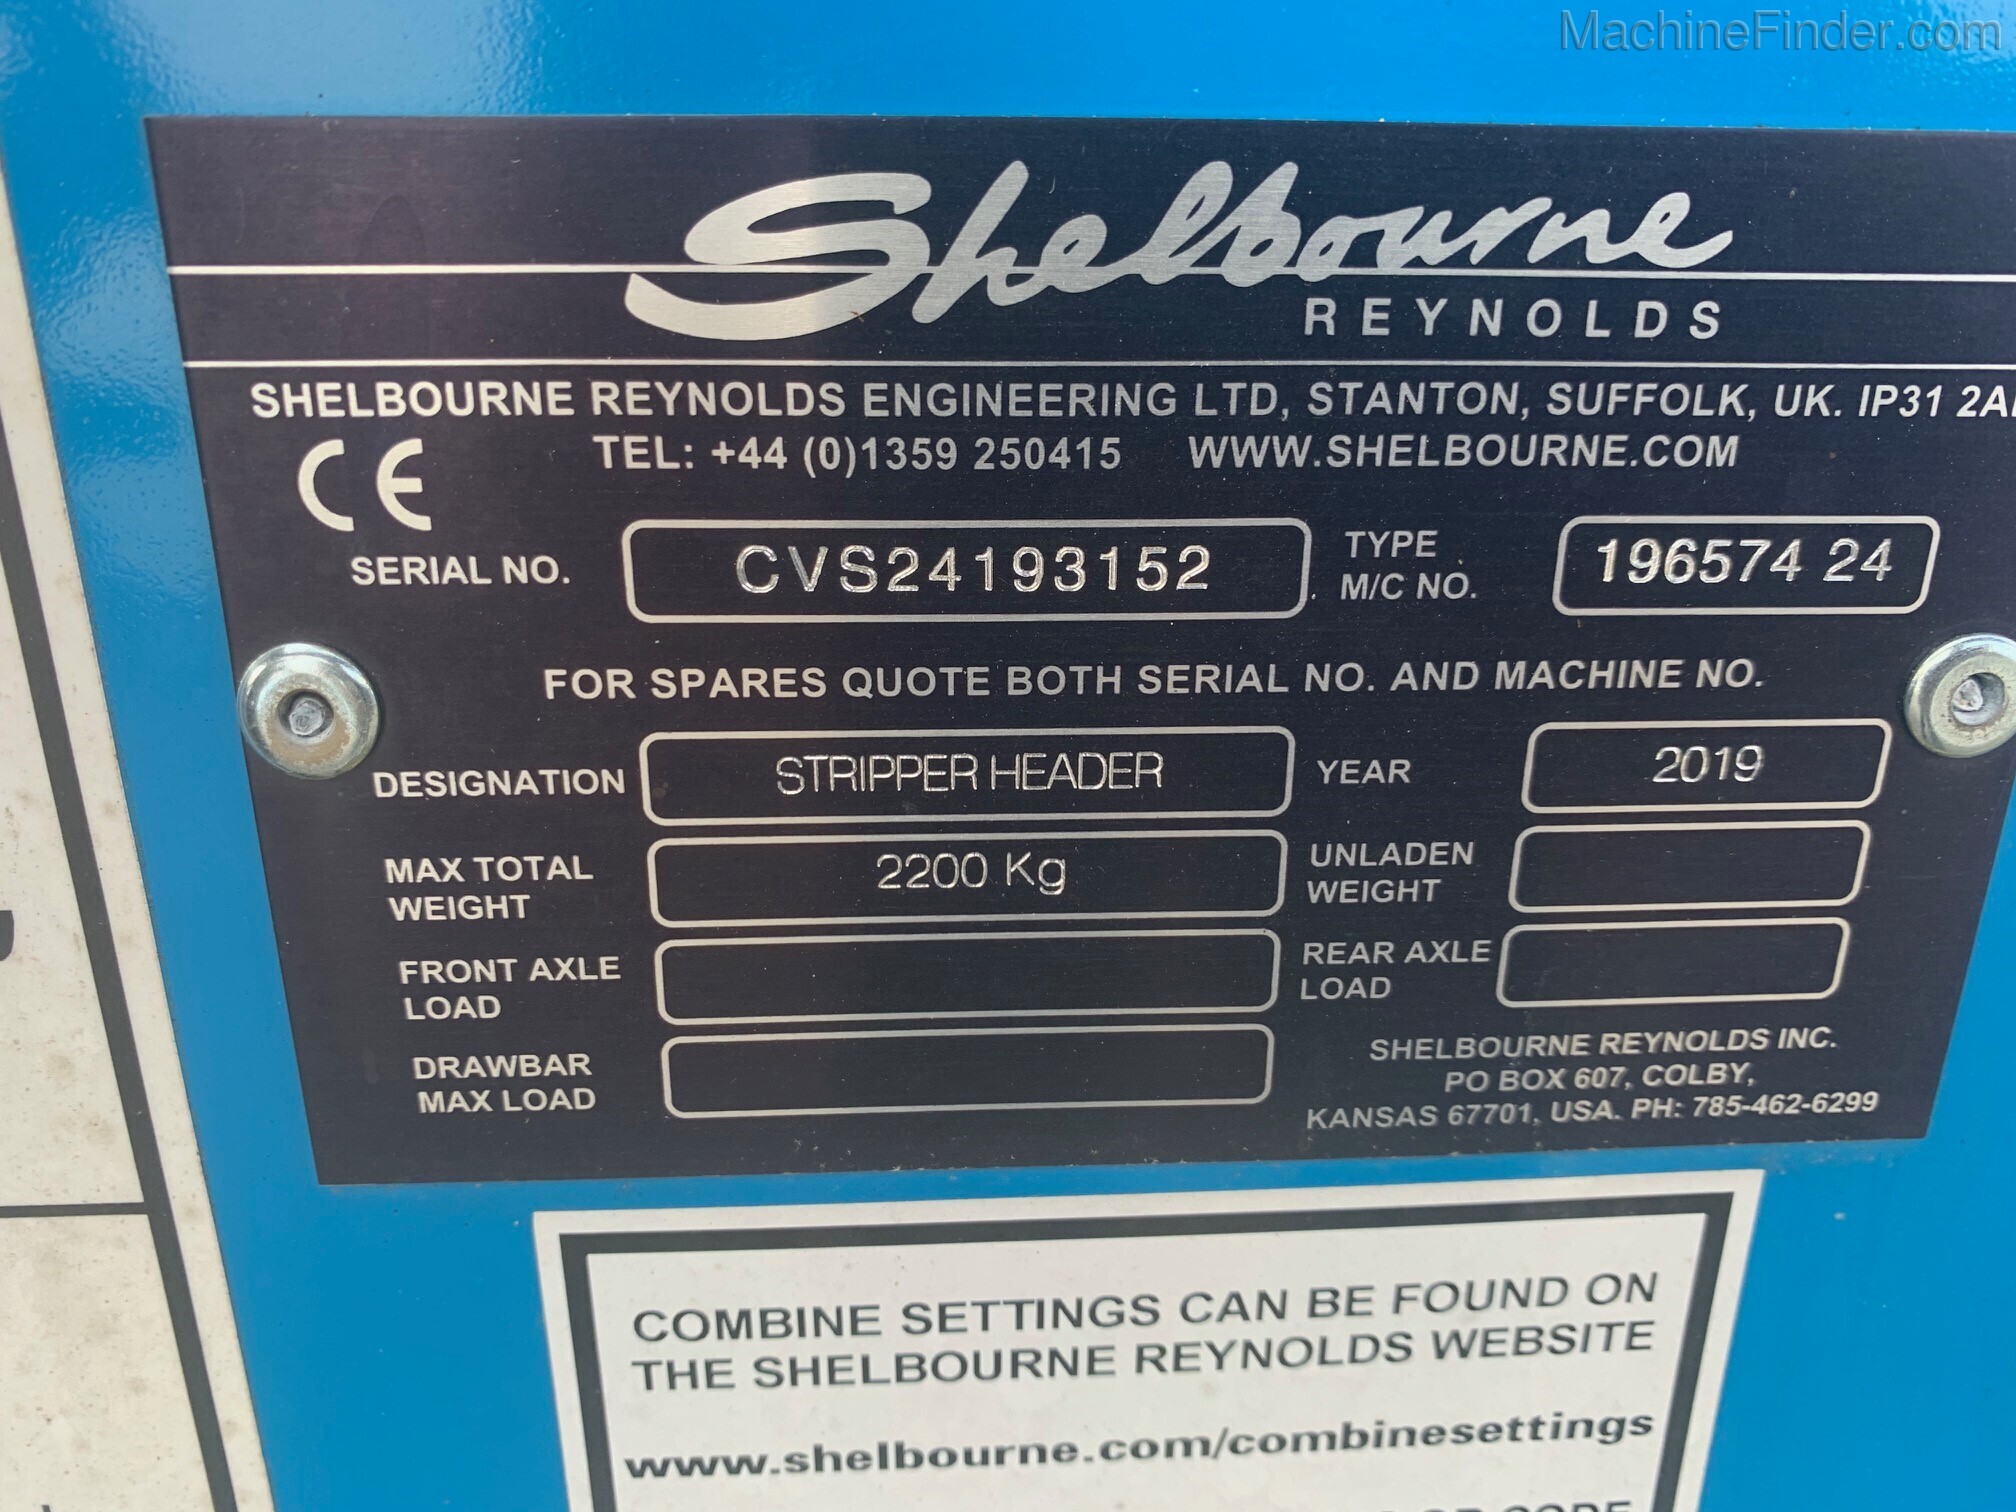 MachineFinder.com
Shelbourne
REYNOLDS
SHELBOURNE REYNOLDS ENGINEERING LTD, STANTON, SUFFOLK, UK. IP31
CE TEL: +44 (0)1359 250415 WWW.SHELBOURNE.COM
SERIAL NO. CVS24193152 TYPE M/C NO. 196574 24
FOR SPARES QUOTE BOTH SERIAL NO. AND MACHINE NO.
DESIGNATION STRIPPER HEADER YEAR 2019
MAX TOTAL WEIGHT 2200 Kg UNLADEN WEIGHT
FRONT AXLE LOAD REAR AXLE LOAD
DRAWBAR MAX LOAD
SHELBOURNE REYNOLDS INC.
PO BOX 607, COLBY,
KANSAS 67701, USA. PH: 785-462-6299
COMBINE SETTINGS CAN BE FOUND ON
THE SHELBOURNE REYNOLDS WEBSITE
www.shelbourne.com/combinesettings